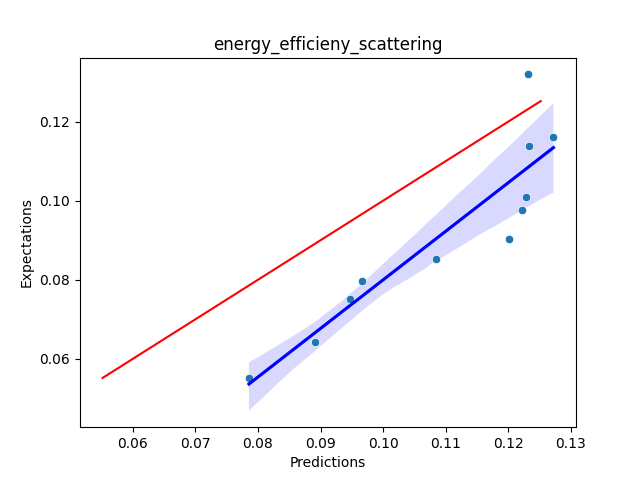 energy_efficieny_scattering
Expectations
0.12
0.10
0.08
0.06
0.06 0.07 0.08 0.09 0.10 0.11 0.12 0.13
Predictions